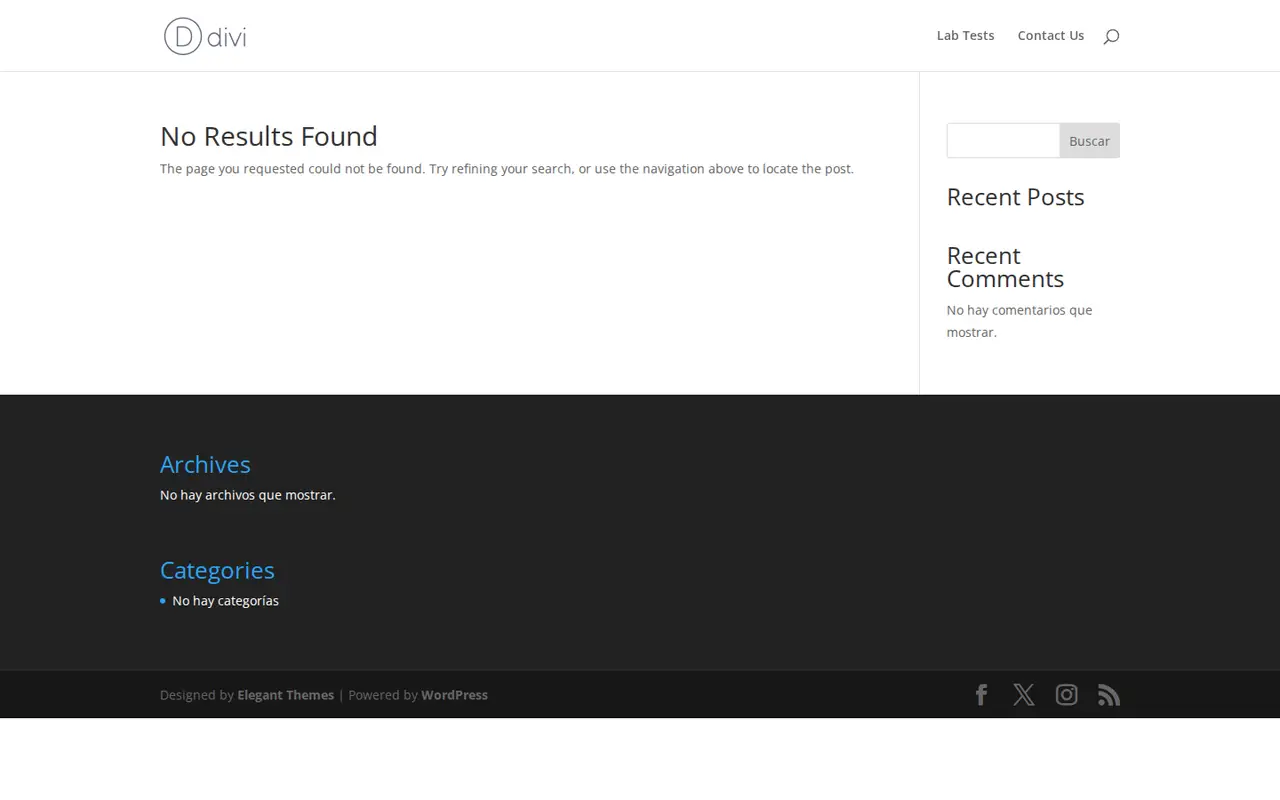 D divi
Lab Tests
Contact Us
No Results Found
The page you requested could not be found. Try refining your search, or use the navigation above to locate the post.
Buscar
Recent Posts
Recent
Comments
No hay comentarios que
mostrar.
Archives
No hay archivos que mostrar.
Categories
No hay categorías
Designed by Elegant Themes | Powered by WordPress